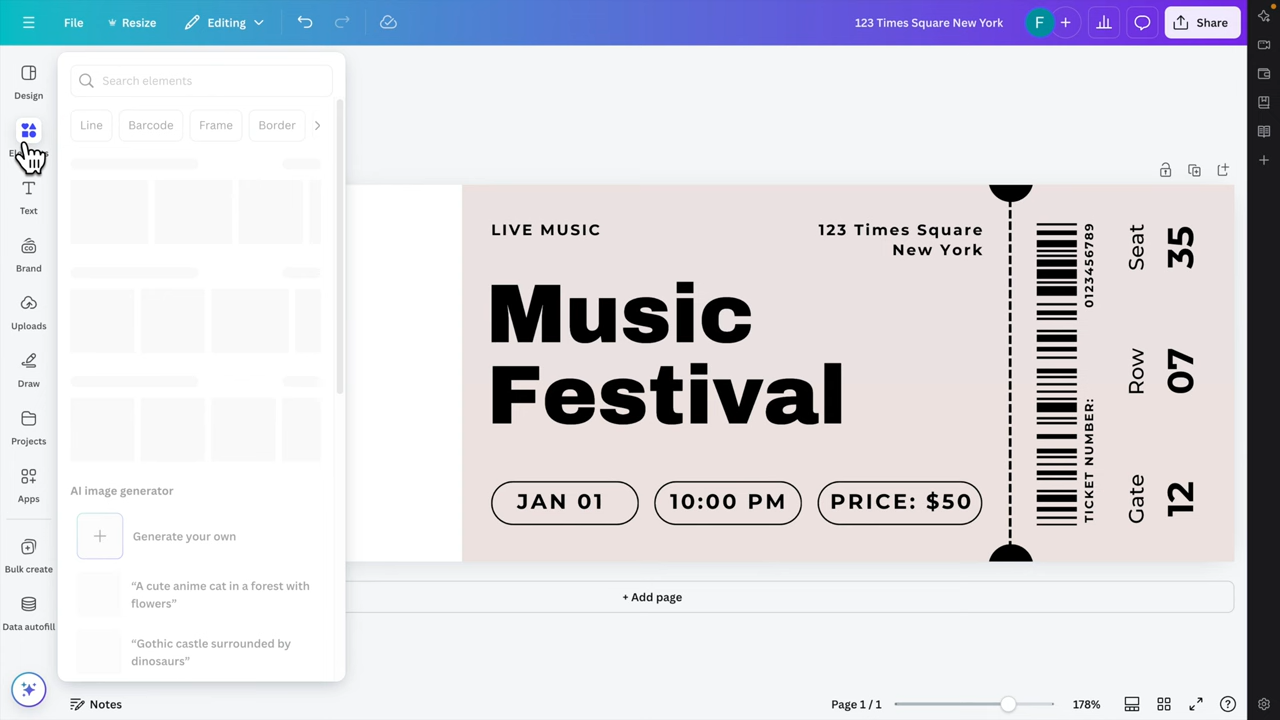 File
Resize
Editing
123 Times Square New York
F
Share
Design
Text
Brand
Uploads
Draw
Projects
Apps
Bulk create
Data autofill
Search elements
Line
Barcode
Frame
Border
AI image generator
Generate your own
“A cute anime cat in a forest with
flowers”
“Gothic castle surrounded by
dinosaurs”
LIVE MUSIC
123 Times Square
New York
Music
Festival
JAN 01
10:00 PM
PRICE: $50
0123456789
TICKET NUMBER:
Seat
35
Row
07
Gate
12
+ Add page
Notes
Page 1 / 1
178%